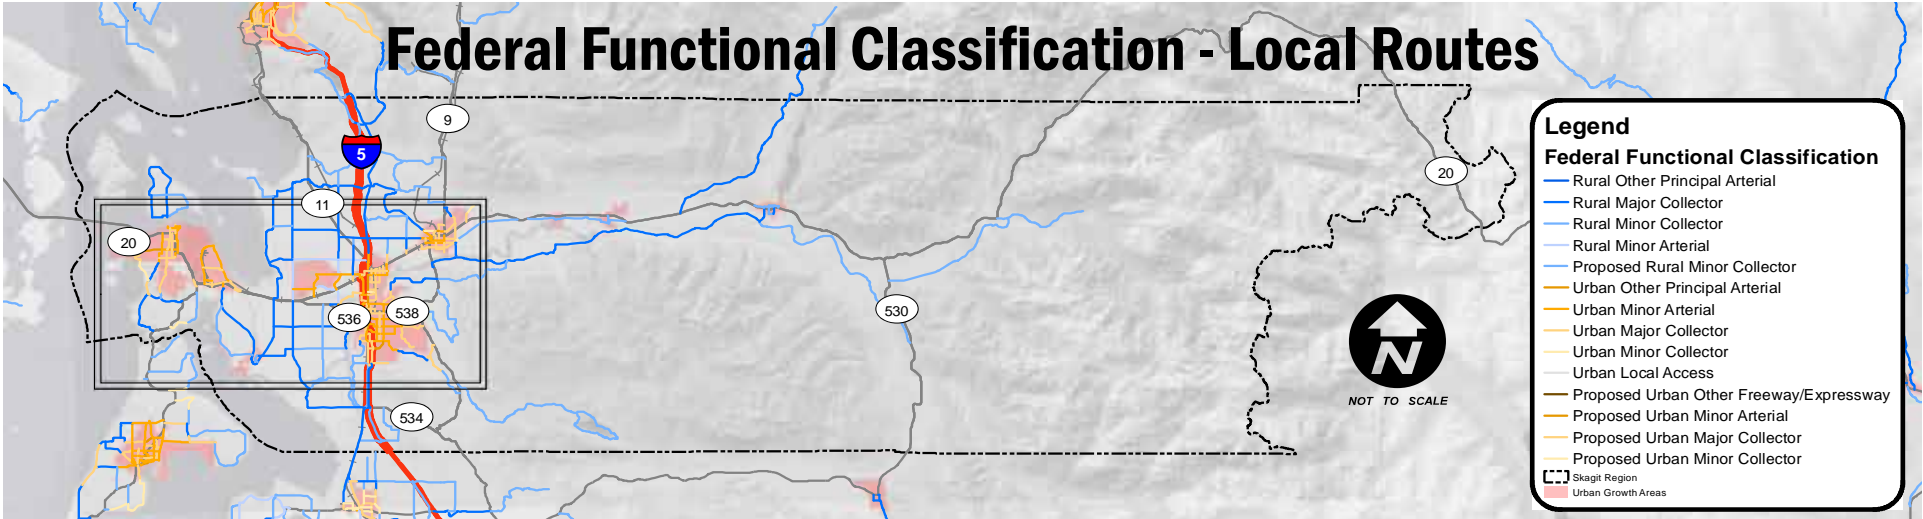 Federal Functional Classification - Local Routes
9
5
11
20
20
536
538
530
534
N
NOT TO SCALE
Legend
Federal Functional Classification
Rural Other Principal Arterial
Rural Major Collector
Rural Minor Collector
Rural Minor Arterial
Proposed Rural Minor Collector
Urban Other Principal Arterial
Urban Minor Arterial
Urban Major Collector
Urban Minor Collector
Urban Local Access
Proposed Urban Other Freeway/Expressway
Proposed Urban Minor Arterial
Proposed Urban Major Collector
Proposed Urban Minor Collector
Skagit Region
Urban Growth Areas